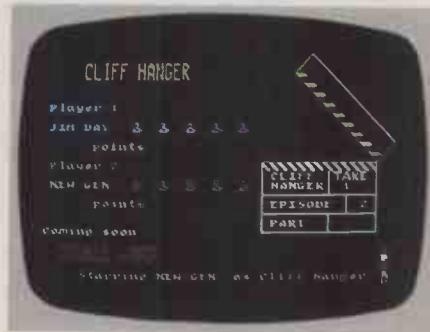 CLIFF HANGER
Player 1
JIM DAY
points
Player 2
NEW GEN
points
coming soon
CLIFF HANGER TAKE 1
EPISODE 2
PART
Starring NEW GEN as Cliff Hanger